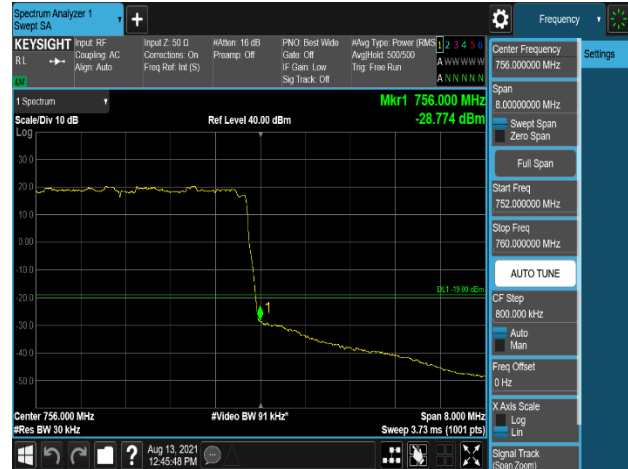 Spectrum Analyzer 1
Swept SA
+
Frequency
KEYSIGHT
Input: RF
Input Z: 50 Ω
#Atten: 16 dB
PNO: Best Wide
#Avg Type: Power (RMS
1 2 3 4 5 6
RL
Coupling: AC
Corrections: On
Preamp: Off
Gate: Off
Avg|Hold: 500/500
A W W W W W
Align: Auto
Freq Ref: Int (S)
IF Gain: Low
Trig: Free Run
Sig Track: Off
A N N N N N
1 Spectrum
Mkr1 756.000 MHz
Scale/Div 10 dB
Ref Level 40.00 dBm
-28.774 dBm
Log
30.0
20.0
10.0
0.00
-10.0
DL1 -19.00 dBm
-20.0
1
-30.0
-40.0
-50.0
Center 756.000 MHz
#Video BW 91 kHz*
Span 8.000 MHz
#Res BW 30 kHz
Sweep 3.73 ms (1001 pts)
?
Aug 13, 2021
12:45:48 PM
Center Frequency
756.000000 MHz
Settings
Span
8.00000000 MHz
Swept Span
Zero Span
Full Span
Start Freq
752.000000 MHz
Stop Freq
760.000000 MHz
AUTO TUNE
CF Step
800.000 kHz
Auto
Man
Freq Offset
0 Hz
X Axis Scale
Log
Lin
Signal Track
(Span Zoom)